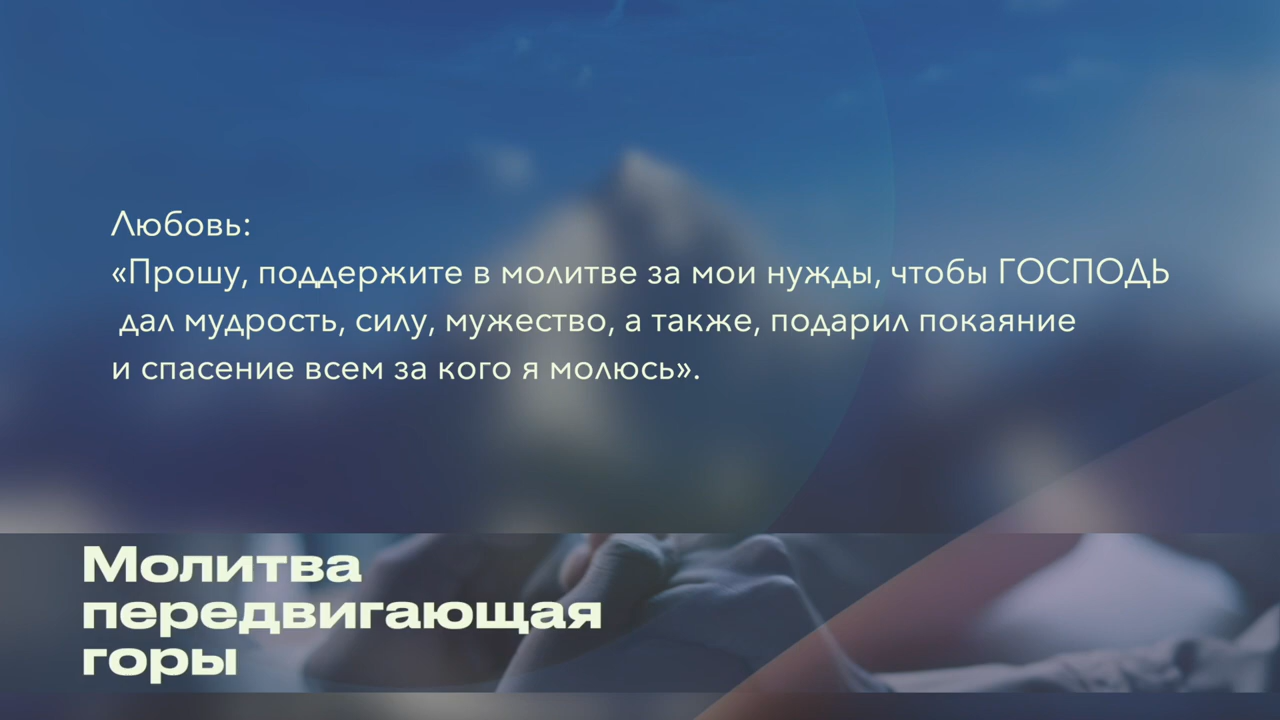 Любовь:
«Прошу, поддержите в молитве за мои нужды, чтобы ГОСПОДЬ
дал мудрость, силу, мужество, а также, подарил покаяние
и спасение всем за кого я молюсь».
Молитва
передвигающая
горы